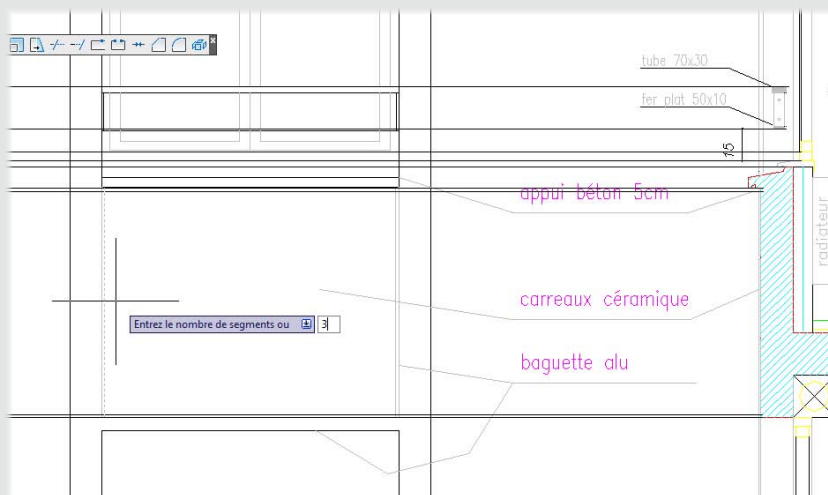 tube 70x30
fer plat 50x10
15
appui béton 5cm
radiateur
carreaux céramique
Entrez le nombre de segments ou 3
baguette alu